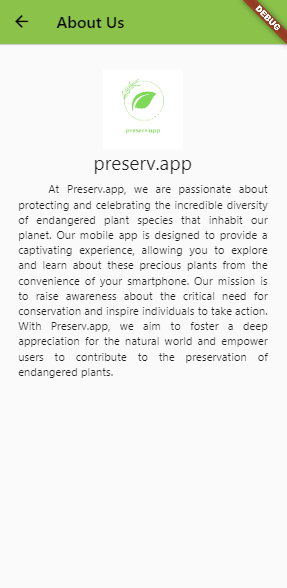 About Us
DEBUG
preserv.app
preserv.app
At Preserv.app, we are passionate about
protecting and celebrating the incredible diversity
of endangered plant species that inhabit our
planet. Our mobile app is designed to provide a
captivating experience, allowing you to explore
and learn about these precious plants from the
convenience of your smartphone. Our mission is
to raise awareness about the critical need for
conservation and inspire individuals to take action.
With Preserv.app, we aim to foster a deep
appreciation for the natural world and empower
users to contribute to the preservation of
endangered plants.